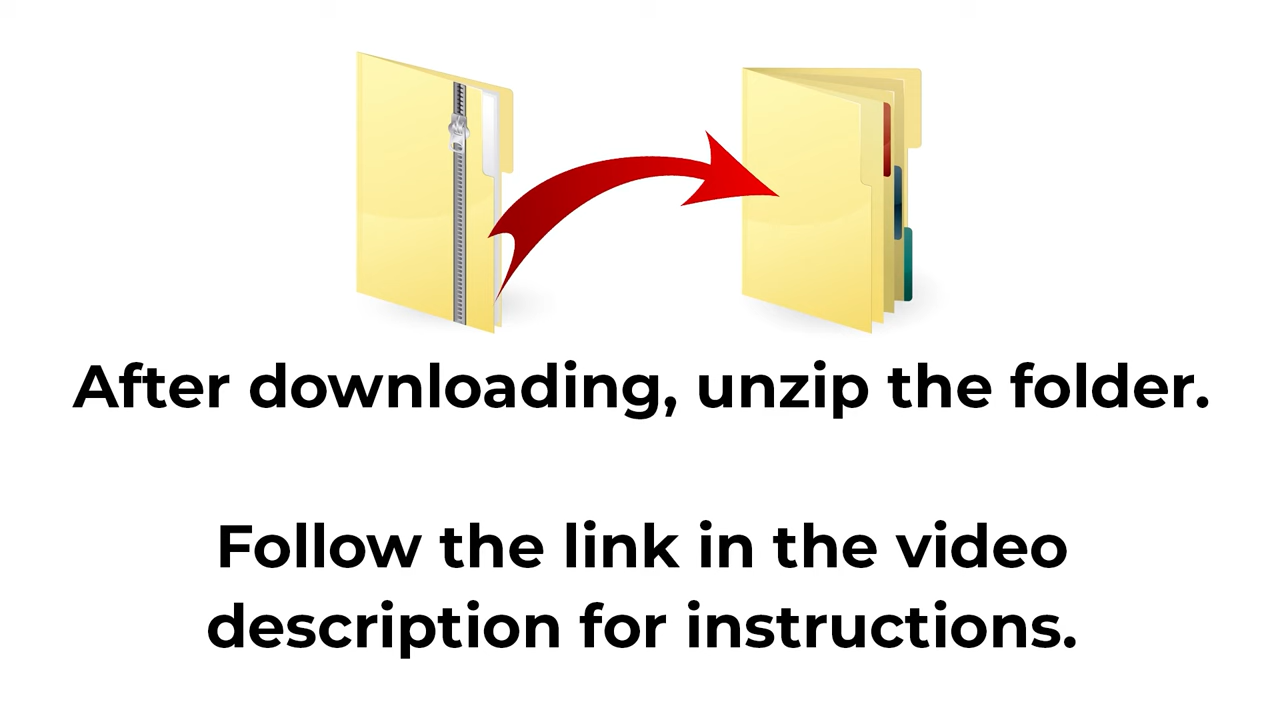 After downloading, unzip the folder.
Follow the link in the video
description for instructions.